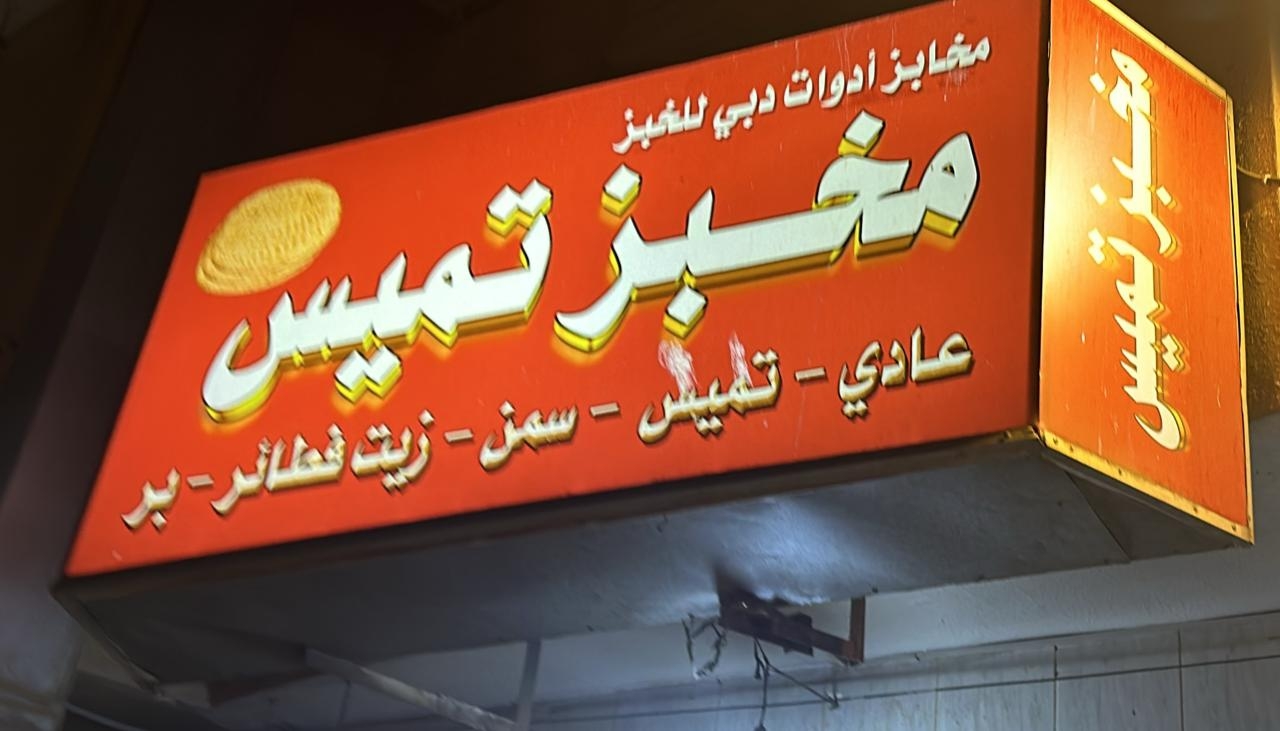 مخابز أدوات دبي للخبز
مخبز تميس
عادي - تميس - سمن - زيت فطائر - بر
مخبز تميس